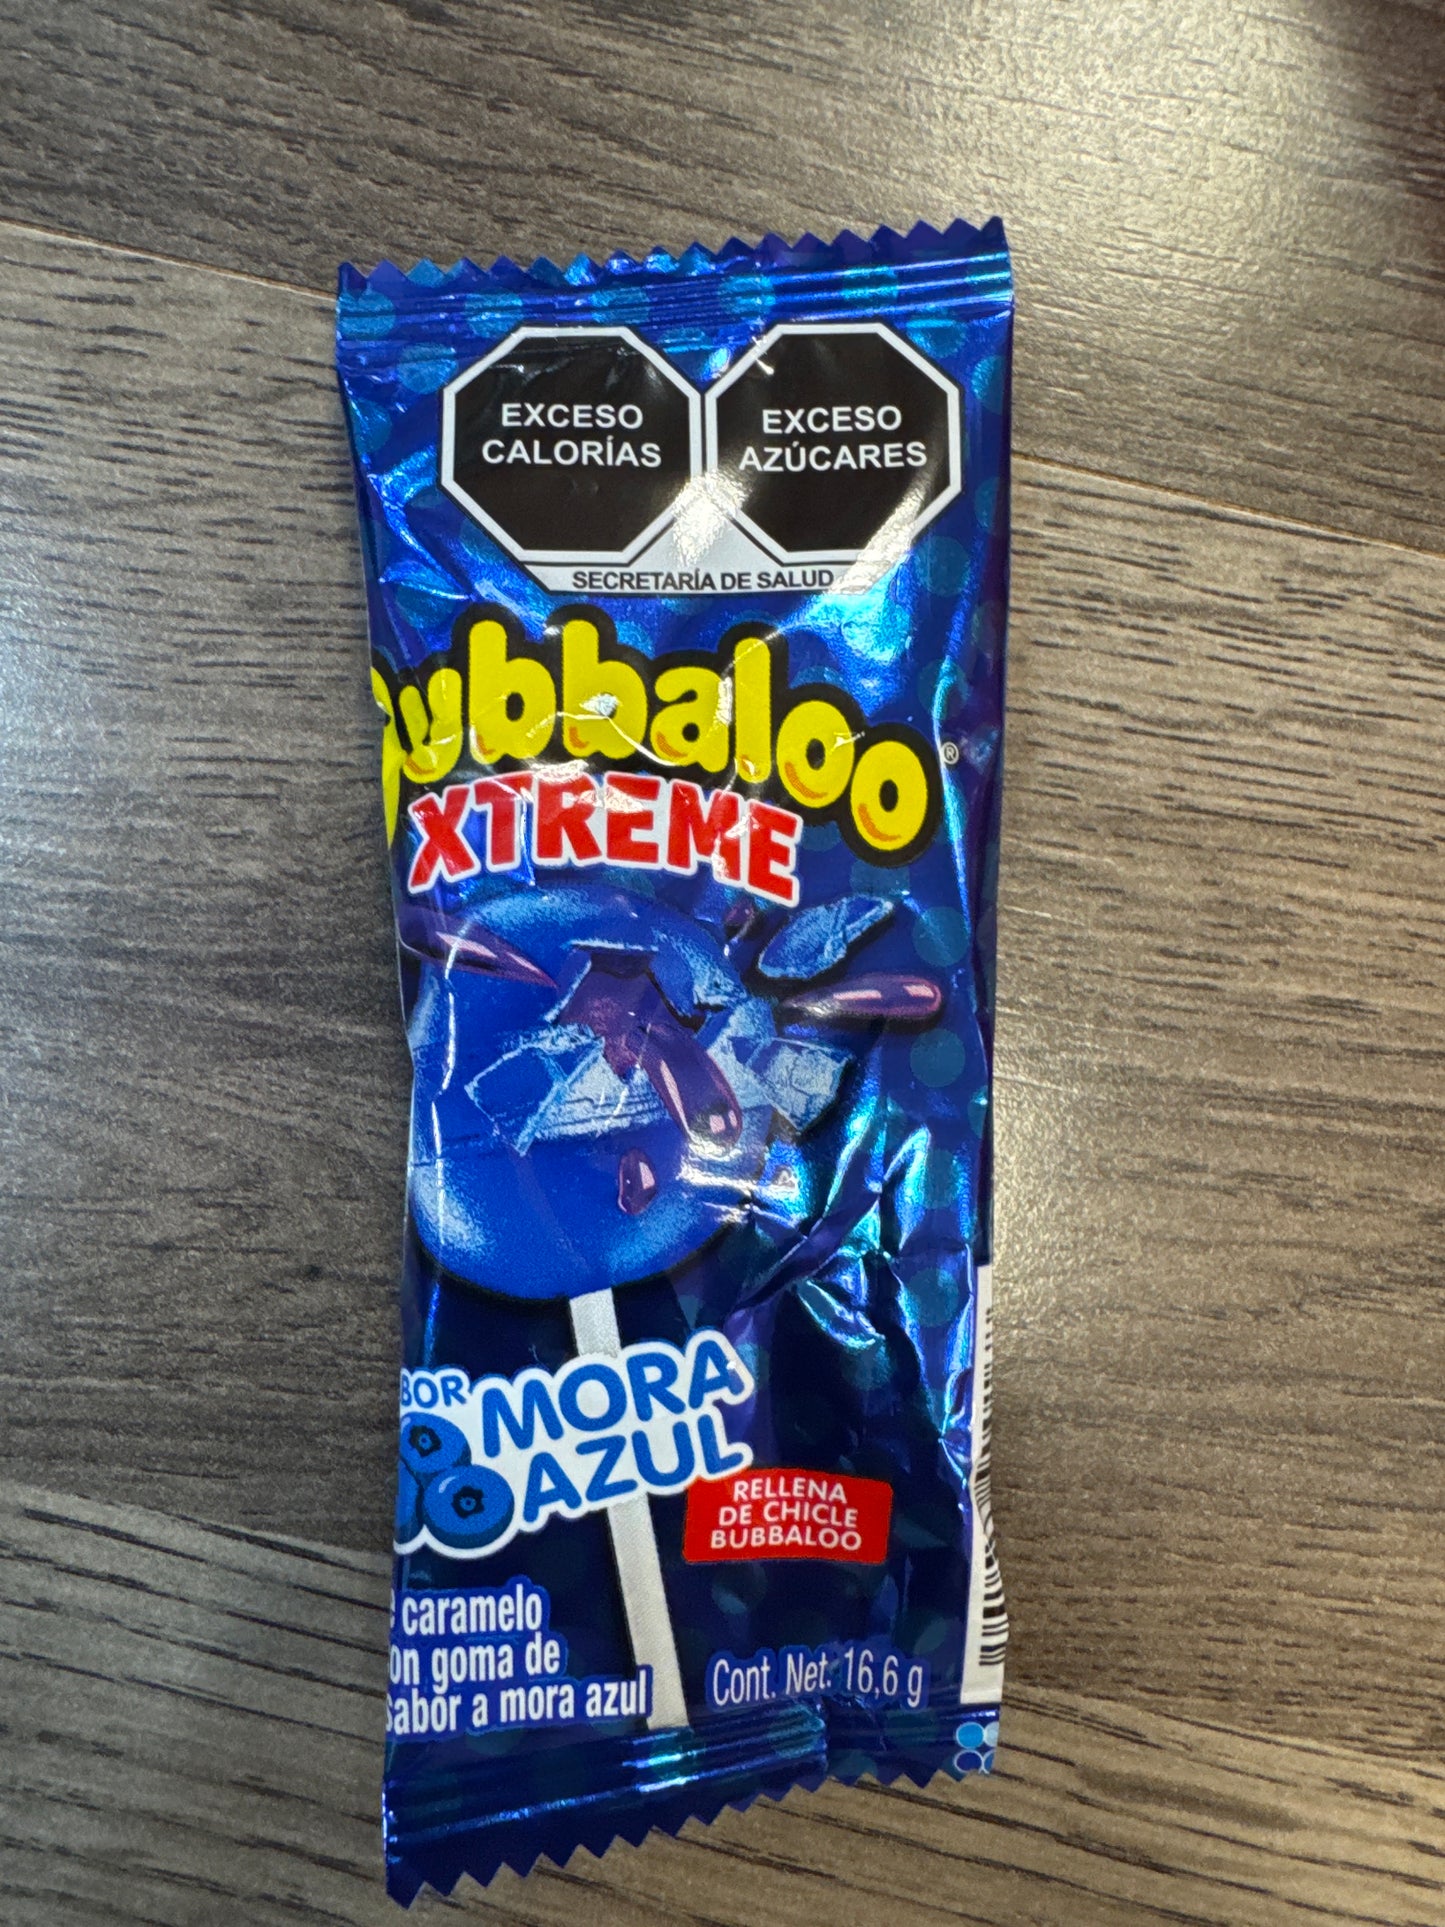 EXCESO
CALORÍAS
EXCESO
AZÚCARES
SECRETARÍA DE SALUD
Bubbaloo®
XTREME
BOR
MORA
AZUL
RELLENA
DE CHICLE
BUBBALOO
caramelo
on goma de
sabor a mora azul
Cont. Net. 16,6 g